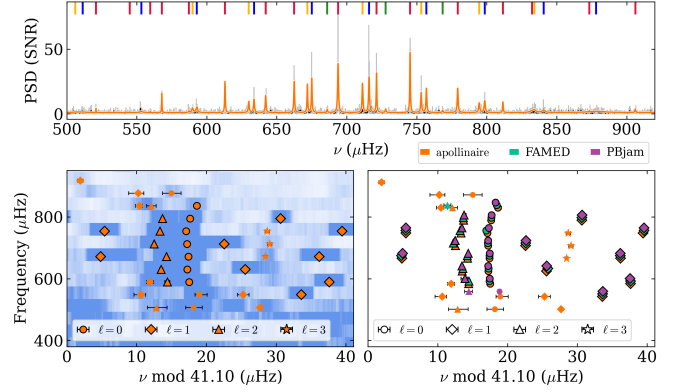 PSD (SNR)
50
0
500
550
600
650
700
750
800
850
900
ν (μHz)
apollinaire
FAMED
PBjam
Frequency (μHz)
800
600
400
ℓ=0
ℓ=1
ℓ=2
ℓ=3
0
10
20
30
40
ν mod 41.10 (μHz)
ℓ=0
ℓ=1
ℓ=2
ℓ=3
0
10
20
30
40
ν mod 41.10 (μHz)